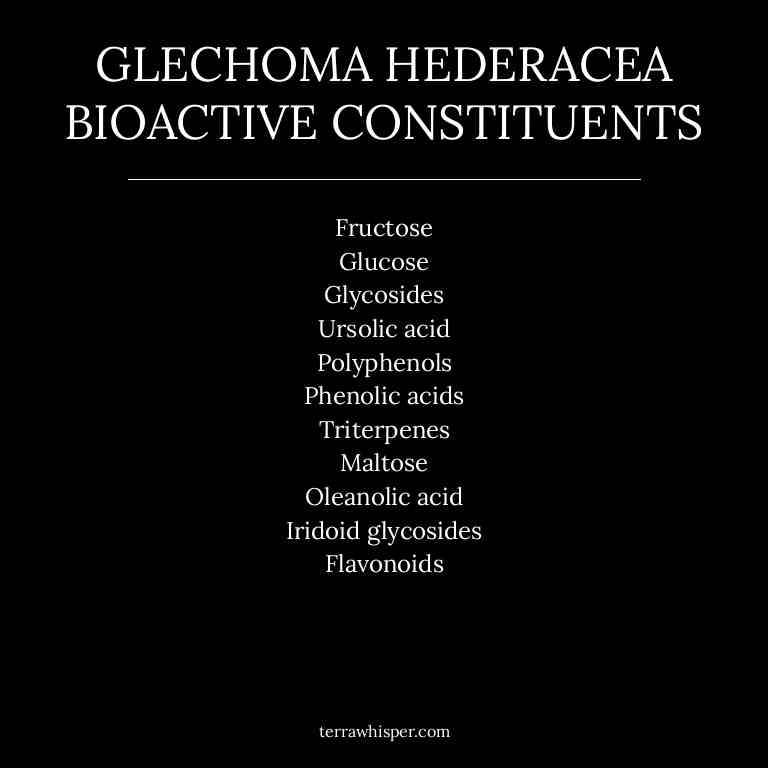 GLECHOMA HEDERACEA
BIOACTIVE CONSTITUENTS
Fructose
Glucose
Glycosides
Ursolic acid
Polyphenols
Phenolic acids
Triterpenes
Maltose
Oleanolic acid
Iridoid glycosides
Flavonoids
terrawhisper.com